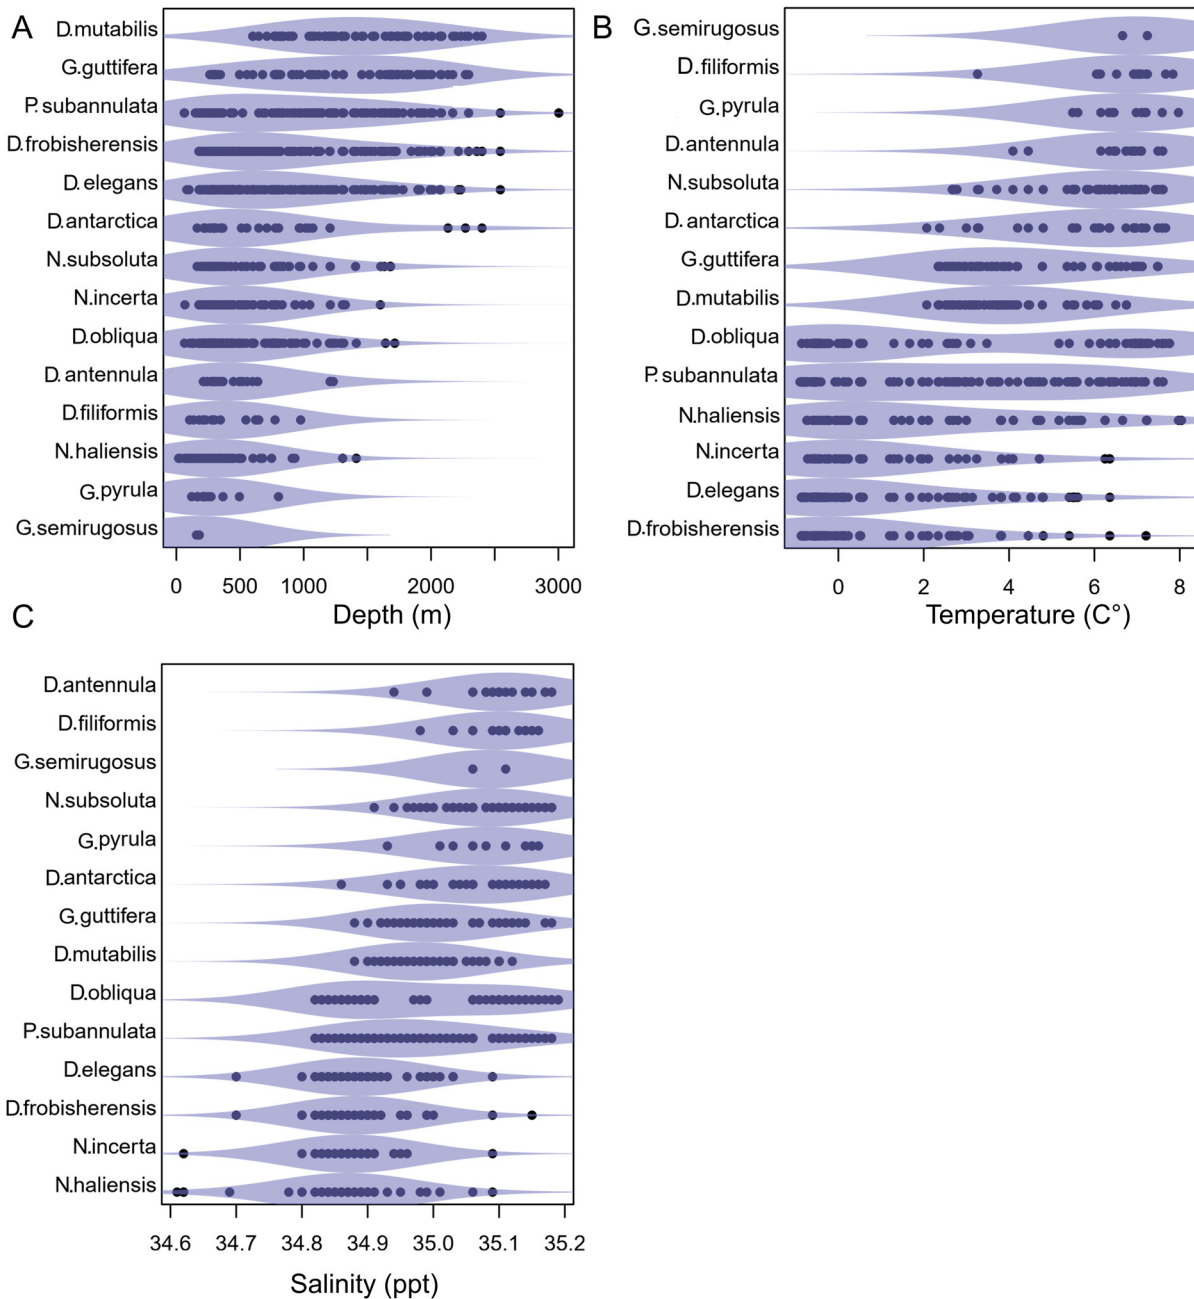 A
D.mutabilis
G.guttifera
P.subannulata
D.frobisherensis
D.elegans
D.antarctica
N.subsoluta
N.incerta
D.obliqua
D.antennula
D.filiformis
N.haliensis
G.pyrula
G.semirugosus
0 500 1000 2000 3000
Depth (m)
B
G.semirugosus
D.filiformis
G.pyrula
D.antennula
N.subsoluta
D.antarctica
G.guttifera
D.mutabilis
D.obliqua
P.subannulata
N.haliensis
N.incerta
D.elegans
D.frobisherensis
0 2 4 6 8
Temperature (C°)
C
D.antennula
D.filiformis
G.semirugosus
N.subsoluta
G.pyrula
D.antarctica
G.guttifera
D.mutabilis
D.obliqua
P.subannulata
D.elegans
D.frobisherensis
N.incerta
N.haliensis
34.6 34.7 34.8 34.9 35.0 35.1 35.2
Salinity (ppt)